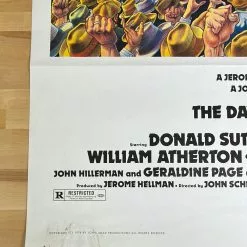 A JEROM
A JO
THE DA
Starring DONALD SUT
WILLIAM ATHERTON
JOHN HILLERMAN and GERALDINE PAGE
Produced by JEROME HELLMAN · Directed by JOHN SCH
R RESTRICTED